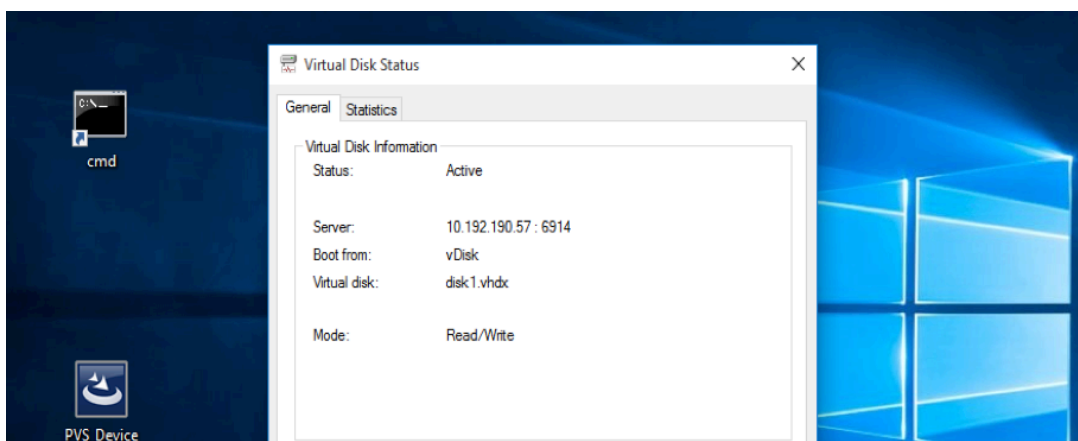 Virtual Disk Status
General Statistics
Virtual Disk Information
Status: Active
Server: 10.192.190.57 : 6914
Boot from: vDisk
Virtual disk: disk1.vhdx
Mode: Read/Write
C:\_
cmd
PVS Device